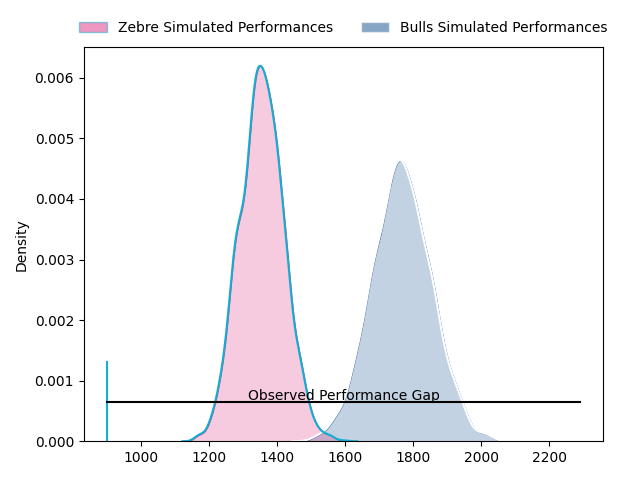 Zebre Simulated Performances Bulls Simulated Performances
0.006
0.005
0.004
0.003
0.002
0.001
0.000
Density
Observed Performance Gap
1000 1200 1400 1600 1800 2000 2200